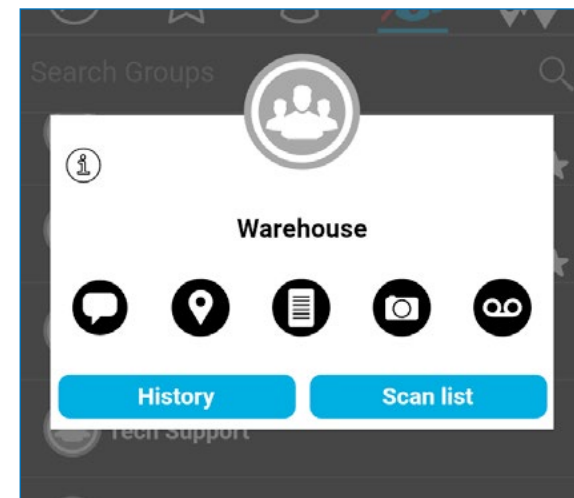 Search Groups
Warehouse
History
Scan list
Tech Support